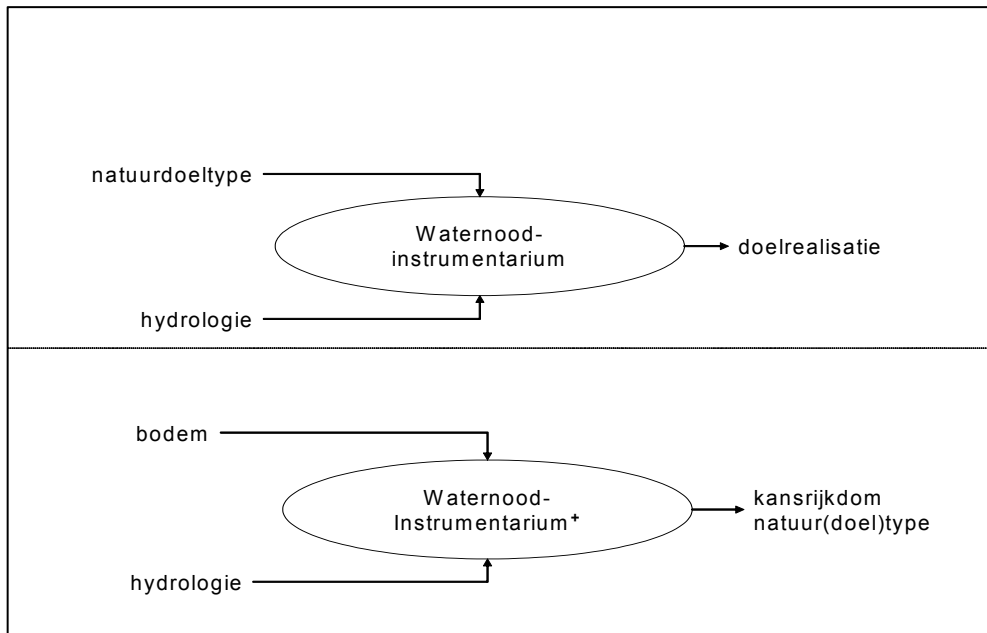 natuurdoeltype
Waternood-
instrumentarium
doelrealisatie
hydrologie
bodem
Waternood-
Instrumentarium⁺
kansrijkdom
natuur(doel)type
hydrologie